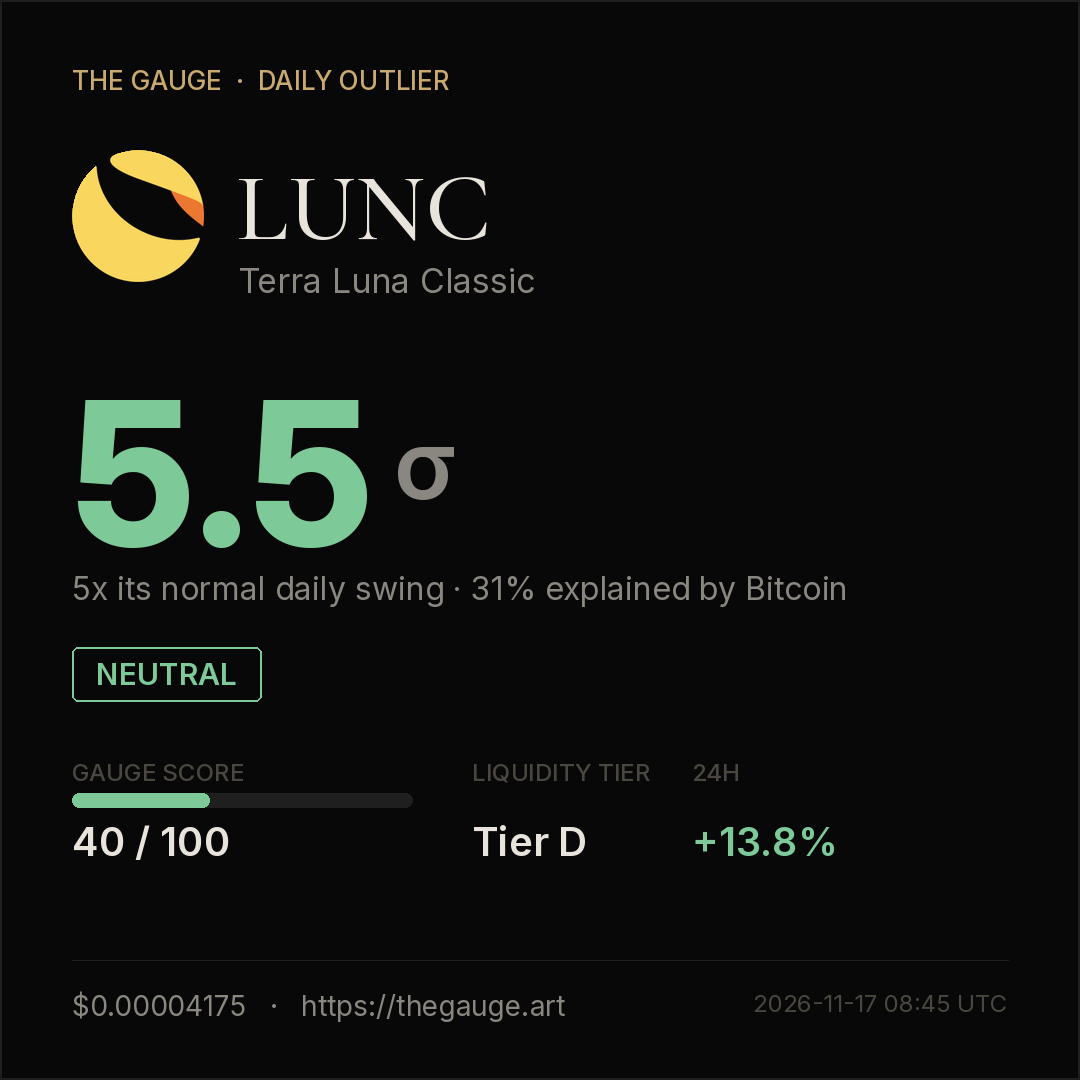 THE GAUGE · DAILY OUTLIER
LUNC
Terra Luna Classic
5.5 σ
5x its normal daily swing · 31% explained by Bitcoin
NEUTRAL
GAUGE SCORE LIQUIDITY TIER 24H
40 / 100 Tier D +13.8%
$0.00004175 · https://thegauge.art 2026-11-17 08:45 UTC